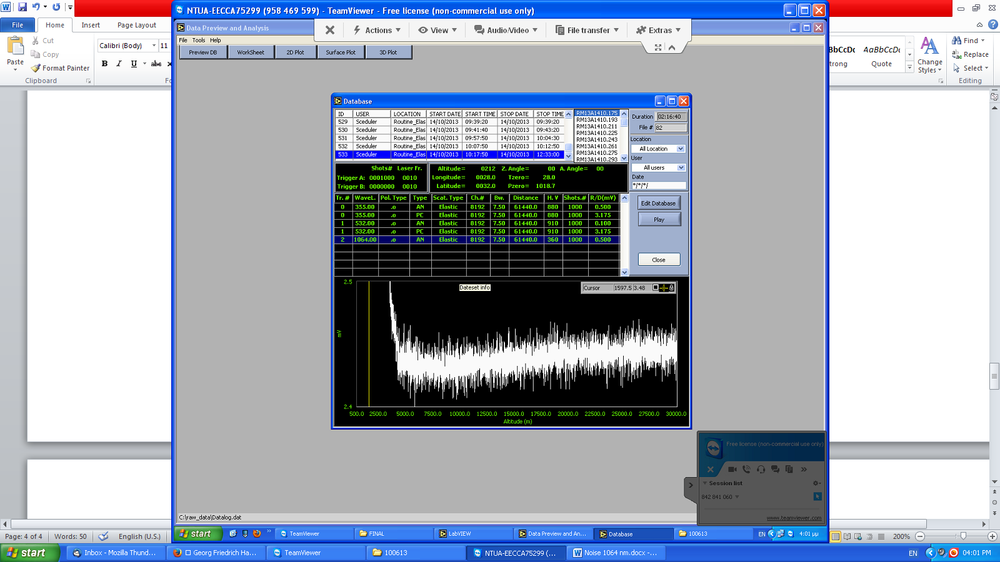 NTUA-EECCA75299 (958 469 599) - TeamViewer - Free license (non-commercial use only)
File Home Insert Page Layout
Cut
Copy
Format Painter
Paste
Clipboard
Calibri (Body) 11
B I U abc
Data Preview and Analysis
Actions View Audio/Video File transfer Extras
File Tools Help
Preview DB WorkSheet 2D Plot Surface Plot 3D Plot
AaBbCcDc
Quote
Change Styles
Find
Replace
Select
Editing
Database
ID USER LOCATION START DATE START TIME STOP DATE STOP TIME
529 Sceduler Routine_Elas 14/10/2013 09:39:20 14/10/2013 09:39:20
530 Sceduler Routine_Elas 14/10/2013 09:41:40 14/10/2013 09:43:20
531 Sceduler Routine_Elas 14/10/2013 09:57:50 14/10/2013 10:04:30
532 Sceduler Routine_Elas 14/10/2013 10:07:50 14/10/2013 10:12:50
533 Sceduler Routine_Elas 14/10/2013 10:17:50 14/10/2013 12:33:00
RM13A1410.175
RM13A1410.193
RM13A1410.211
RM13A1410.225
RM13A1410.243
RM13A1410.261
RM13A1410.275
RM13A1410.293
Duration 02:16:40
File # 82
Location
All Location
User
All users
Date
*/*/*/
Edit Database
Play
Close
Shots# Laser Fr.
Trigger A: 0001000 0010
Trigger B: 0000000 0010
Altitude= 0212 Z. Angle= 00 A. Angle= 00
Longitude= 0028.0 Tzero= 28.0
Latitude= 0032.0 Pzero= 1018.7
Tr. # WaveL. Pol. Type Type Scat. Type Ch.# Bw. Distance H. V Shots.# R/D(mV)
0 355.00 .o AN Elastic 8192 7.50 61440.0 880 1000 0.500
0 355.00 .o PC Elastic 8192 7.50 61440.0 880 1000 3.175
1 532.00 .o AN Elastic 8192 7.50 61440.0 910 1000 0.100
1 532.00 .o PC Elastic 8192 7.50 61440.0 910 1000 3.175
2 1064.00 .o AN Elastic 8192 7.50 61440.0 360 1000 0.500
Dateset info
Cursor 1597.5 3.48
2.5
mV
2.4
500.0 2500.0 5000.0 7500.0 10000.0 12500.0 15000.0 17500.0 20000.0 22500.0 25000.0 27500.0 30000.0
Altitude (m)
Free license (non-commercial use only)
Session list
842 841 060
www.teamviewer.com
C:\raw_data\Datalog.dat
start TeamViewer FINAL LabVIEW Data Preview and An... Database 100613 EN 4:01 μμ
Page: 4 of 4 Words: 50 English (U.S.) 200%
start Inbox - Mozilla Thund... Georg Friedrich Ha... TeamViewer 100613 NTUA-EECCA75299 (... Noise 1064 nm.docx -... EN 04:01 PM